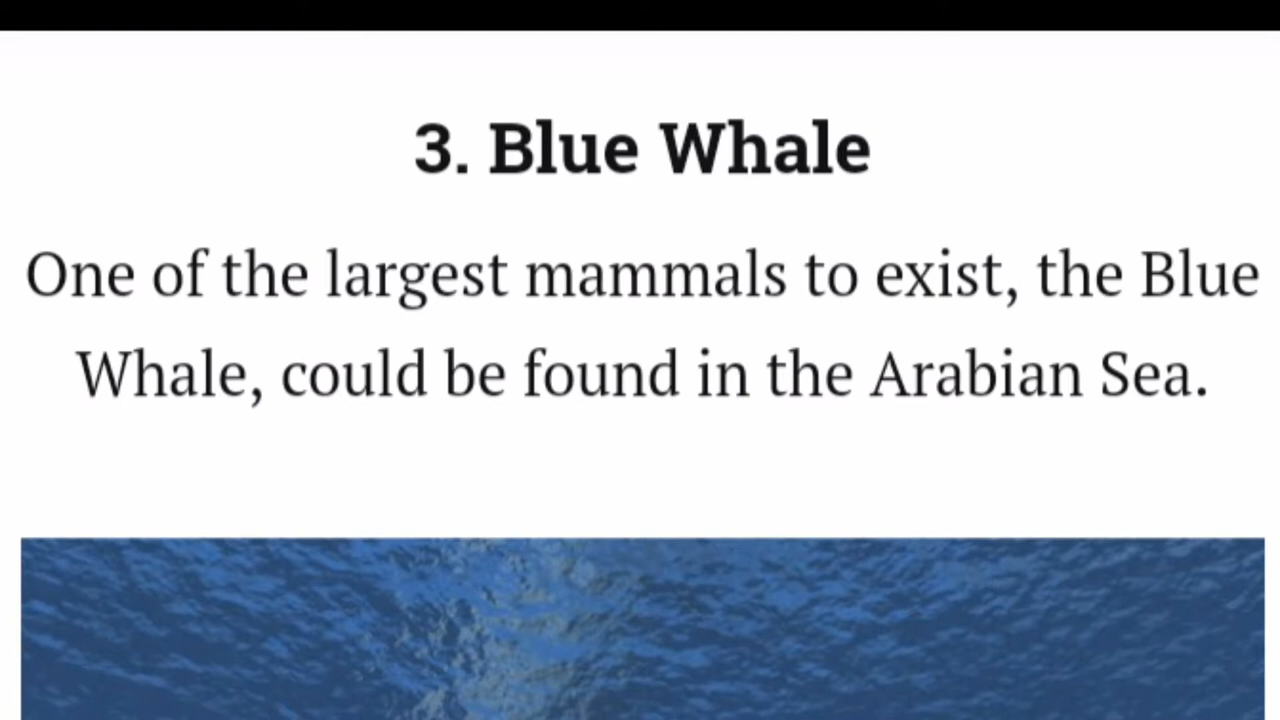 3. Blue Whale
One of the largest mammals to exist, the Blue
Whale, could be found in the Arabian Sea.